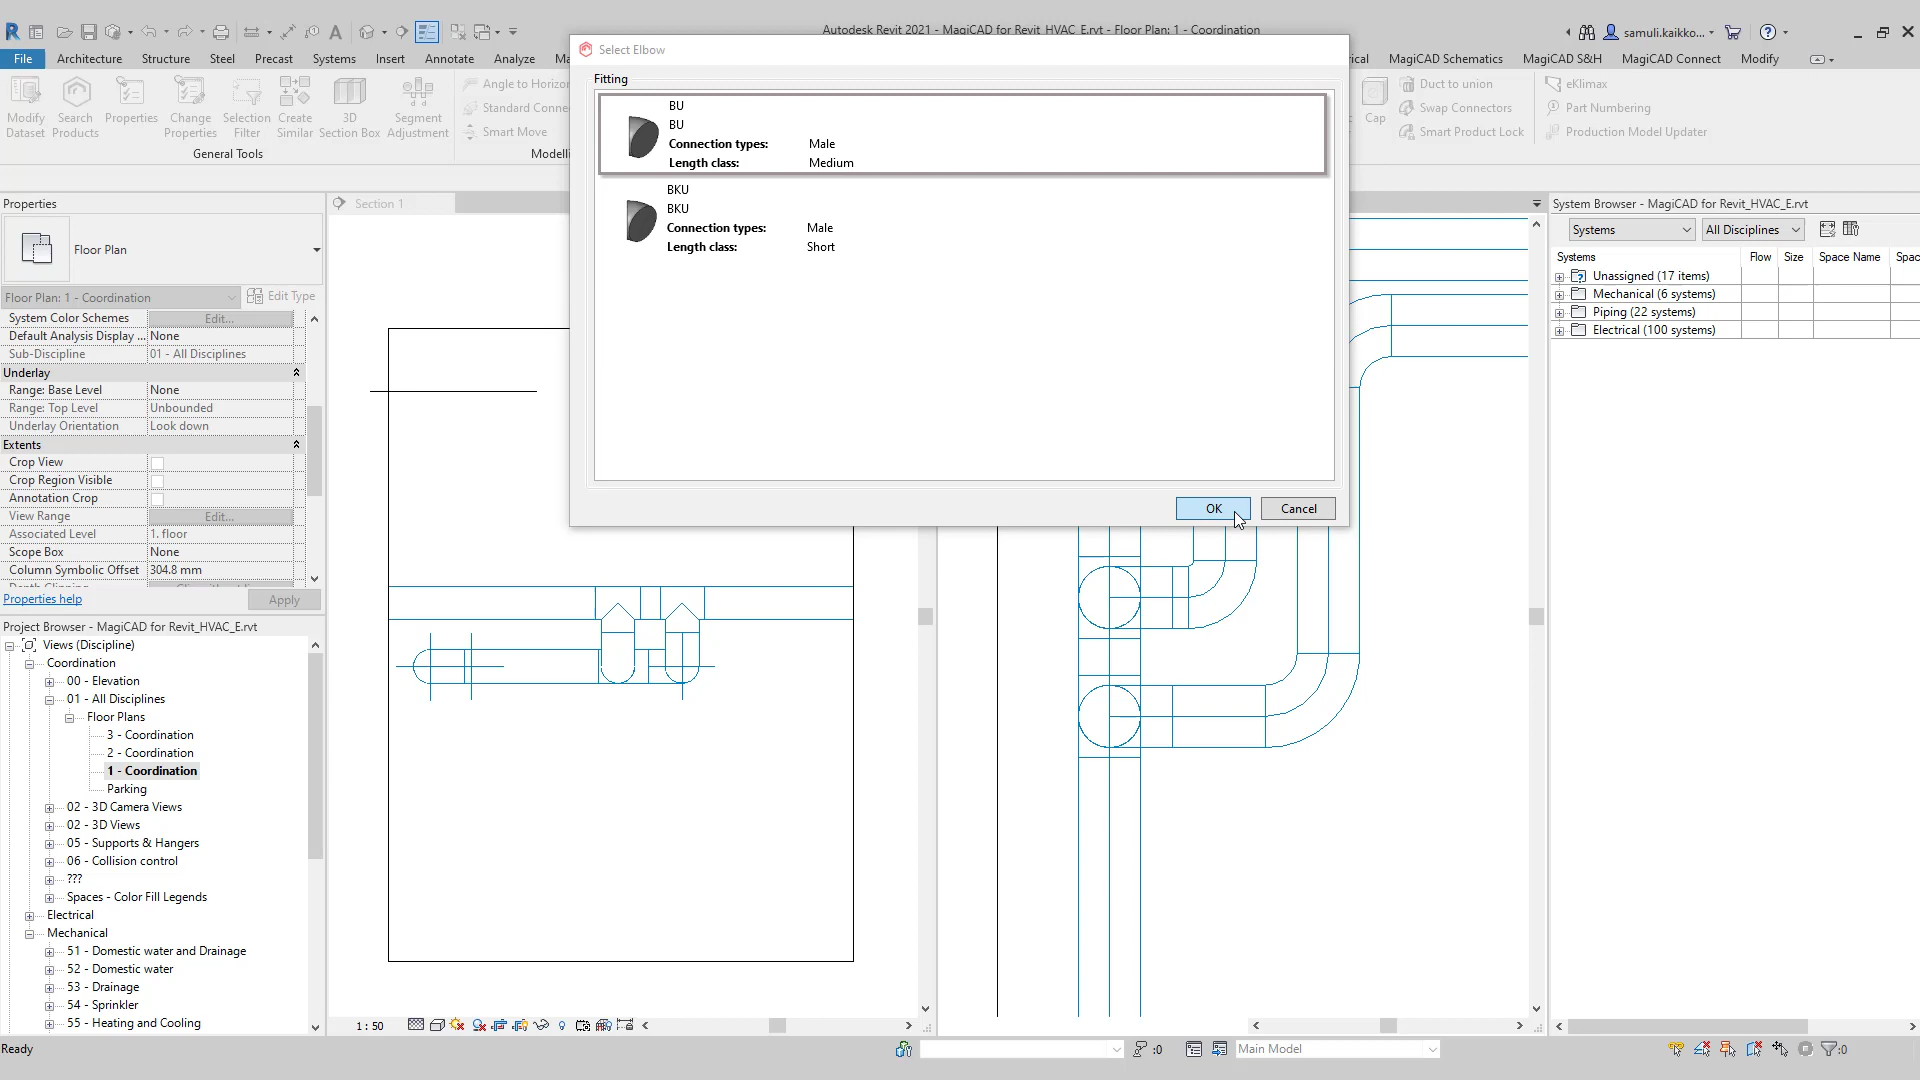 Autodesk Revit 2021 - MagiCAD for Revit_HVAC_E.rvt - Floor Plan: 1 - Coordination
samuli.kaikko...
File
Architecture
Structure
Steel
Precast
Systems
Insert
Annotate
Analyze
MagiCAD Schematics
MagiCAD S&H
MagiCAD Connect
Modify
Modify
Dataset
Search
Products
Properties
Change
Properties
Selection
Filter
Create
Similar
3D
Section Box
Segment
Adjustment
General Tools
Angle to Horizon
Standard Conne
Smart Move
Modelli
Cap
Duct to union
Swap Connectors
Smart Product Lock
eKlimax
Part Numbering
Production Model Updater
Select Elbow
Fitting
BU
BU
Connection types: Male
Length class: Medium
BKU
BKU
Connection types: Male
Length class: Short
OK
Cancel
Properties
Floor Plan
Floor Plan: 1 - Coordination
Edit Type
System Color Schemes Edit...
Default Analysis Display ... None
Sub-Discipline 01 - All Disciplines
Underlay
Range: Base Level None
Range: Top Level Unbounded
Underlay Orientation Look down
Extents
Crop View
Crop Region Visible
Annotation Crop
View Range Edit...
Associated Level 1. floor
Scope Box None
Column Symbolic Offset 304.8 mm
Properties help
Apply
Project Browser - MagiCAD for Revit_HVAC_E.rvt
Views (Discipline)
Coordination
00 - Elevation
01 - All Disciplines
Floor Plans
3 - Coordination
2 - Coordination
1 - Coordination
Parking
02 - 3D Camera Views
02 - 3D Views
05 - Supports & Hangers
06 - Collision control
???
Spaces - Color Fill Legends
Electrical
Mechanical
51 - Domestic water and Drainage
52 - Domestic water
53 - Drainage
54 - Sprinkler
55 - Heating and Cooling
Section 1
1 : 50
System Browser - MagiCAD for Revit_HVAC_E.rvt
Systems
All Disciplines
Systems Flow Size Space Name Spac
Unassigned (17 items)
Mechanical (6 systems)
Piping (22 systems)
Electrical (100 systems)
Ready
:0
Main Model
:0